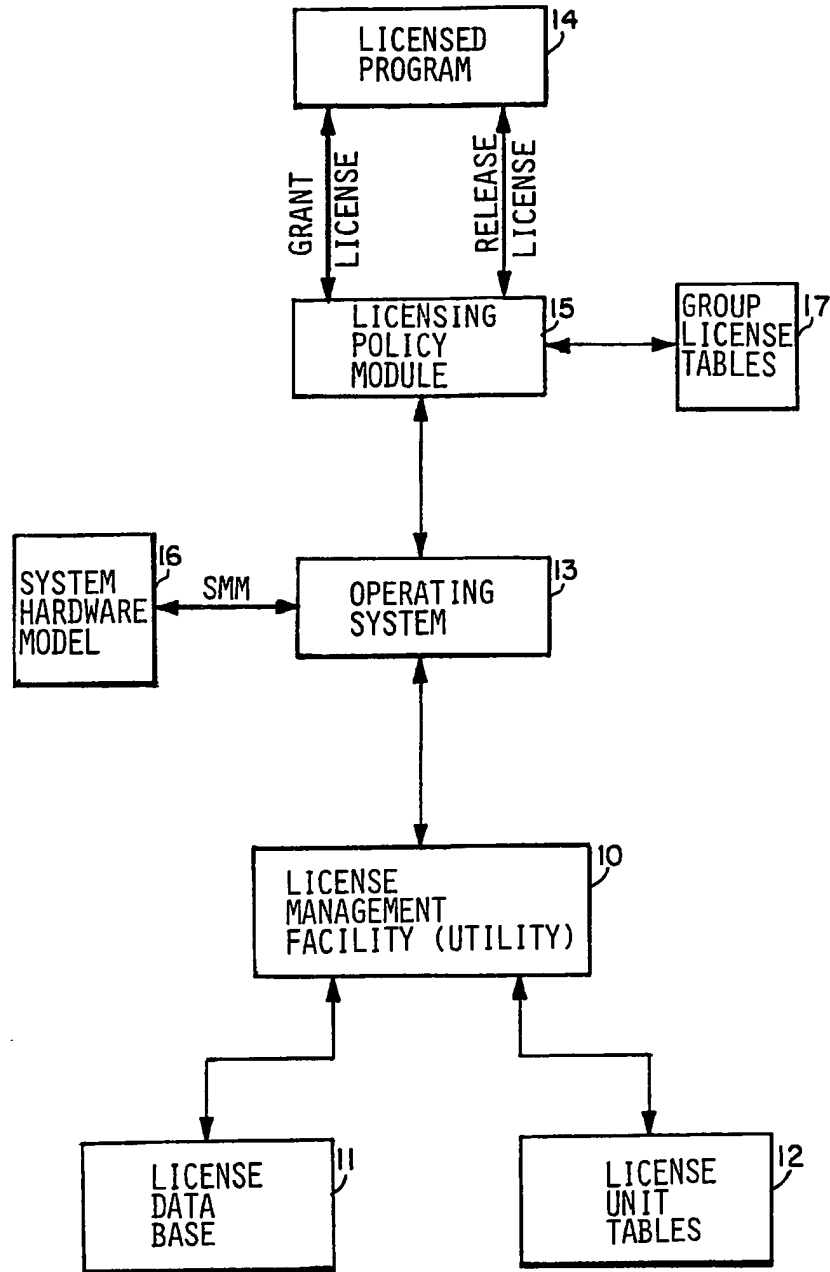 LICENSED
PROGRAM
14
GRANT
LICENSE
RELEASE
LICENSE
LICENSING
POLICY
MODULE
15
GROUP
LICENSE
TABLES
17
SYSTEM
HARDWARE
MODEL
16
SMM
OPERATING
SYSTEM
13
LICENSE
MANAGEMENT
FACILITY (UTILITY)
10
LICENSE
DATA
BASE
11
LICENSE
UNIT
TABLES
12